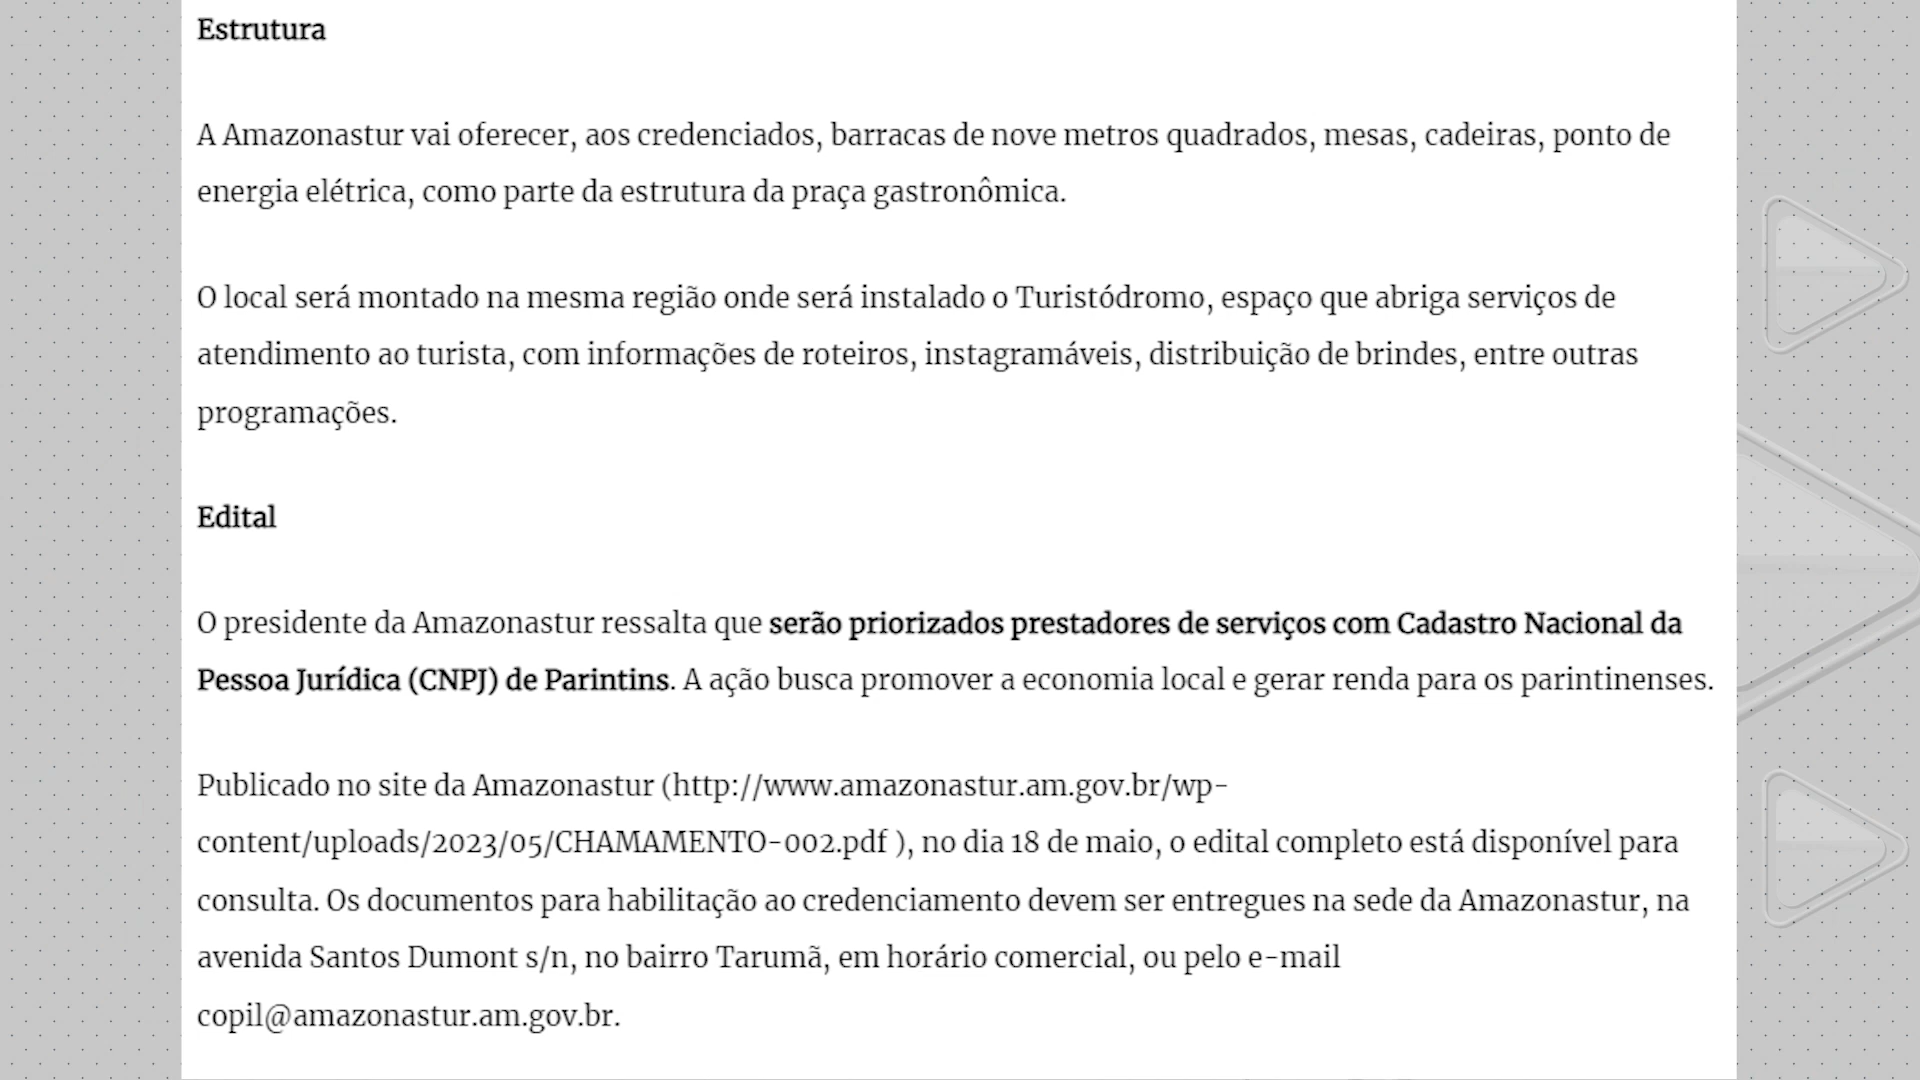 Estrutura
A Amazonastur vai oferecer, aos credenciados, barracas de nove metros quadrados, mesas, cadeiras, ponto de
energia elétrica, como parte da estrutura da praça gastronômica.
O local será montado na mesma região onde será instalado o Turistódromo, espaço que abriga serviços de
atendimento ao turista, com informações de roteiros, instagramáveis, distribuição de brindes, entre outras
programações.
Edital
O presidente da Amazonastur ressalta que serão priorizados prestadores de serviços com Cadastro Nacional da
Pessoa Jurídica (CNPJ) de Parintins. A ação busca promover a economia local e gerar renda para os parintinenses.
Publicado no site da Amazonastur (http://www.amazonastur.am.gov.br/wp-
content/uploads/2023/05/CHAMAMENTO-002.pdf ), no dia 18 de maio, o edital completo está disponível para
consulta. Os documentos para habilitação ao credenciamento devem ser entregues na sede da Amazonastur, na
avenida Santos Dumont s/n, no bairro Tarumã, em horário comercial, ou pelo e-mail
copil@amazonastur.am.gov.br.